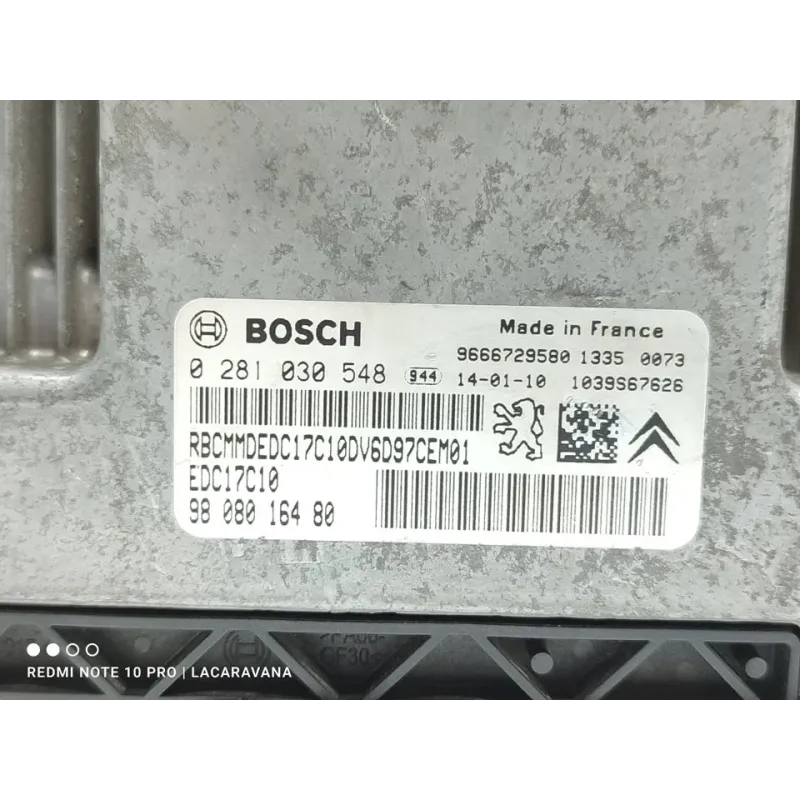 BOSCH
Made in France
9666729580 1335 0073
0 281 030 548 944 14-01-10 1039S67626
RBCMMDEDC17C10DV6D97CEM01
EDC17C10
98 080 164 80
REDMI NOTE 10 PRO | LACARAVANA